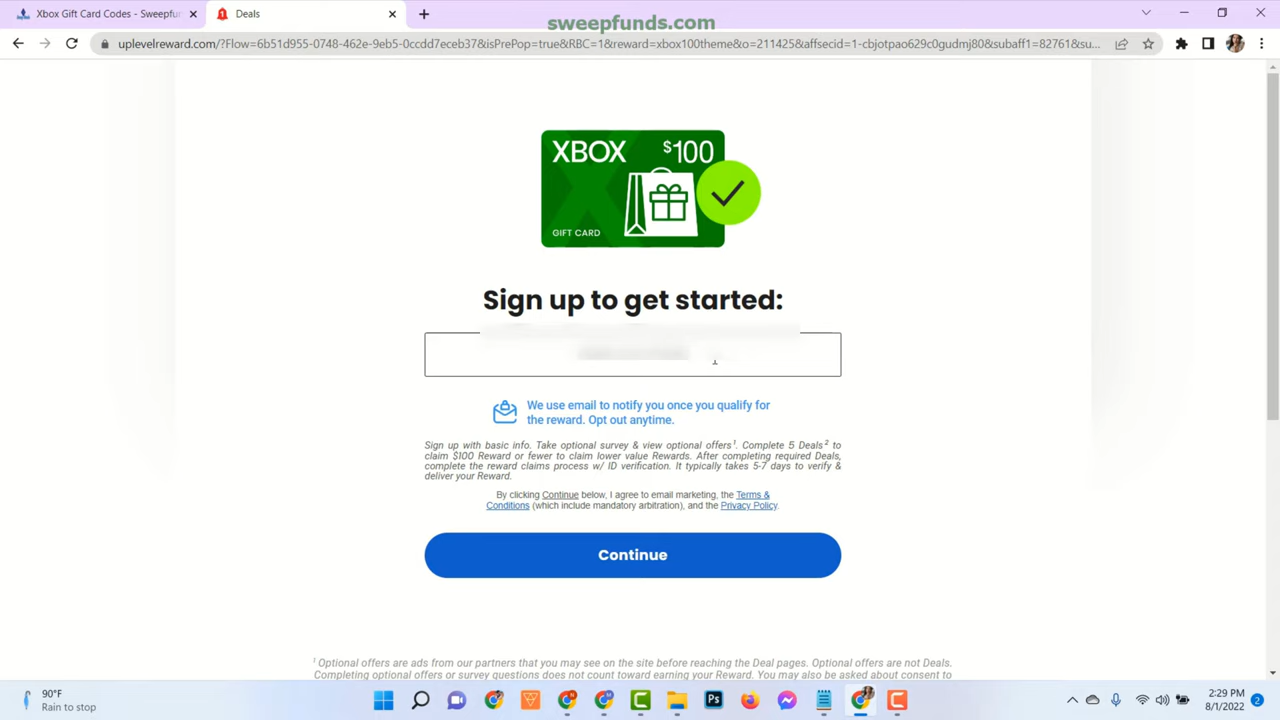 sweepfunds.com
Xbox Gift Card Codes - Sweepfun
Deals
uplevelreward.com/?Flow=6b51d955-0748-462e-9eb5-0ccdd7eceb37&isPrePop=true&RBC=1&reward=xbox100theme&o=211425&affsecid=1-cbjotpao629c0gudmj80&subaff1=82761&su...
XBOX $100
GIFT CARD
Sign up to get started:
We use email to notify you once you qualify for
the reward. Opt out anytime.
Sign up with basic info. Take optional survey & view optional offers¹. Complete 5 Deals² to
claim $100 Reward or fewer to claim lower value Rewards. After completing required Deals,
complete the reward claims process w/ ID verification. It typically takes 5-7 days to verify &
deliver your Reward.
By clicking Continue below, I agree to email marketing, the Terms &
Conditions (which include mandatory arbitration), and the Privacy Policy.
Continue
¹ Optional offers are ads from our partners that you may see on the site before reaching the Deal pages. Optional offers are not Deals.
Completing optional offers or survey questions does not count toward earning your Reward. You may also be asked about consent to
90°F
Rain to stop
Ps
2:29 PM
8/1/2022
2